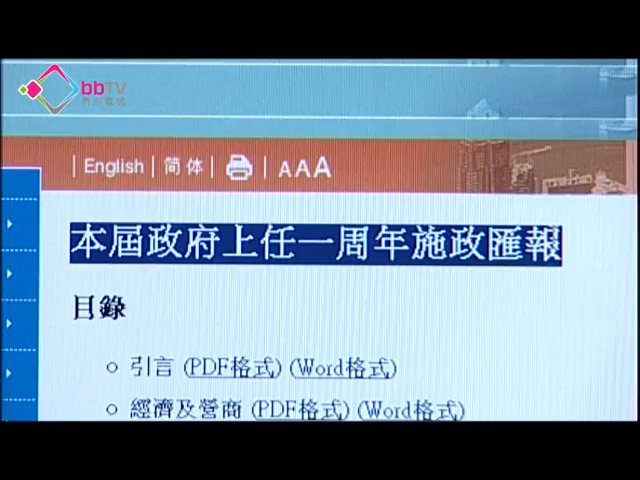 bbTV
English 简体 AAA
本屆政府上任一周年施政匯報
目錄
引言 (PDF格式) (Word格式)
經濟及營商 (PDF格式) (Word格式)